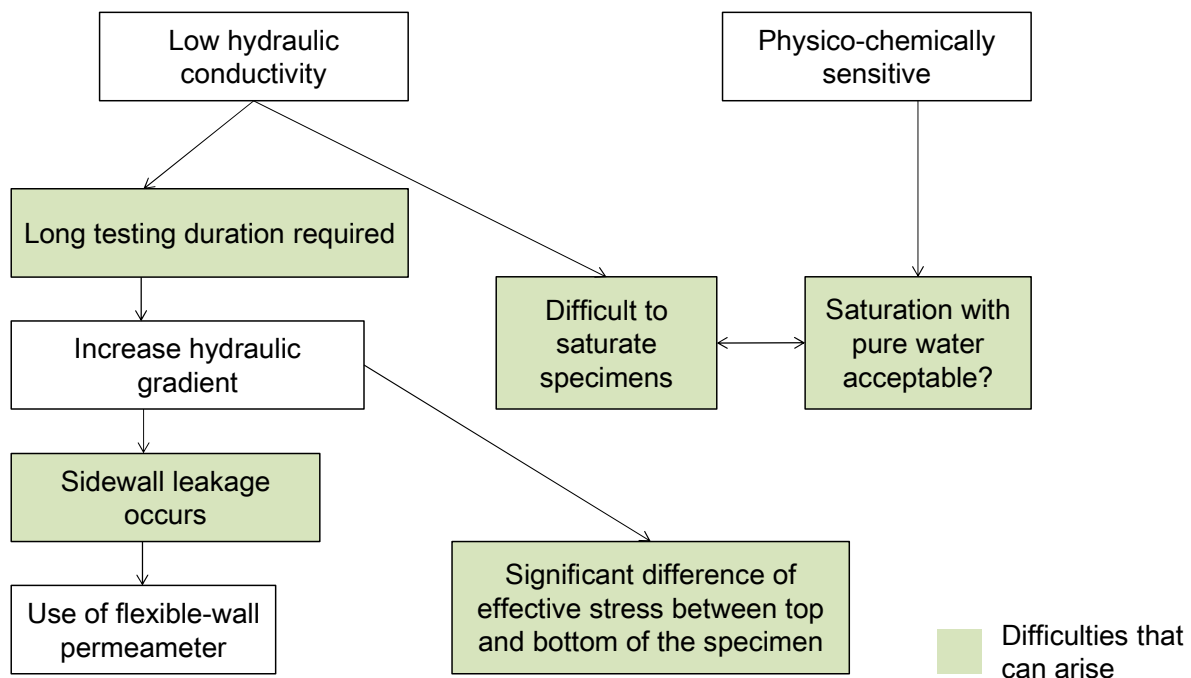 Low hydraulic
conductivity
Physico-chemically
sensitive
Long testing duration required
Difficult to
saturate
specimens
Saturation with
pure water
acceptable?
Increase hydraulic
gradient
Sidewall leakage
occurs
Significant difference of
effective stress between top
and bottom of the specimen
Use of flexible-wall
permeameter
Difficulties that
can arise